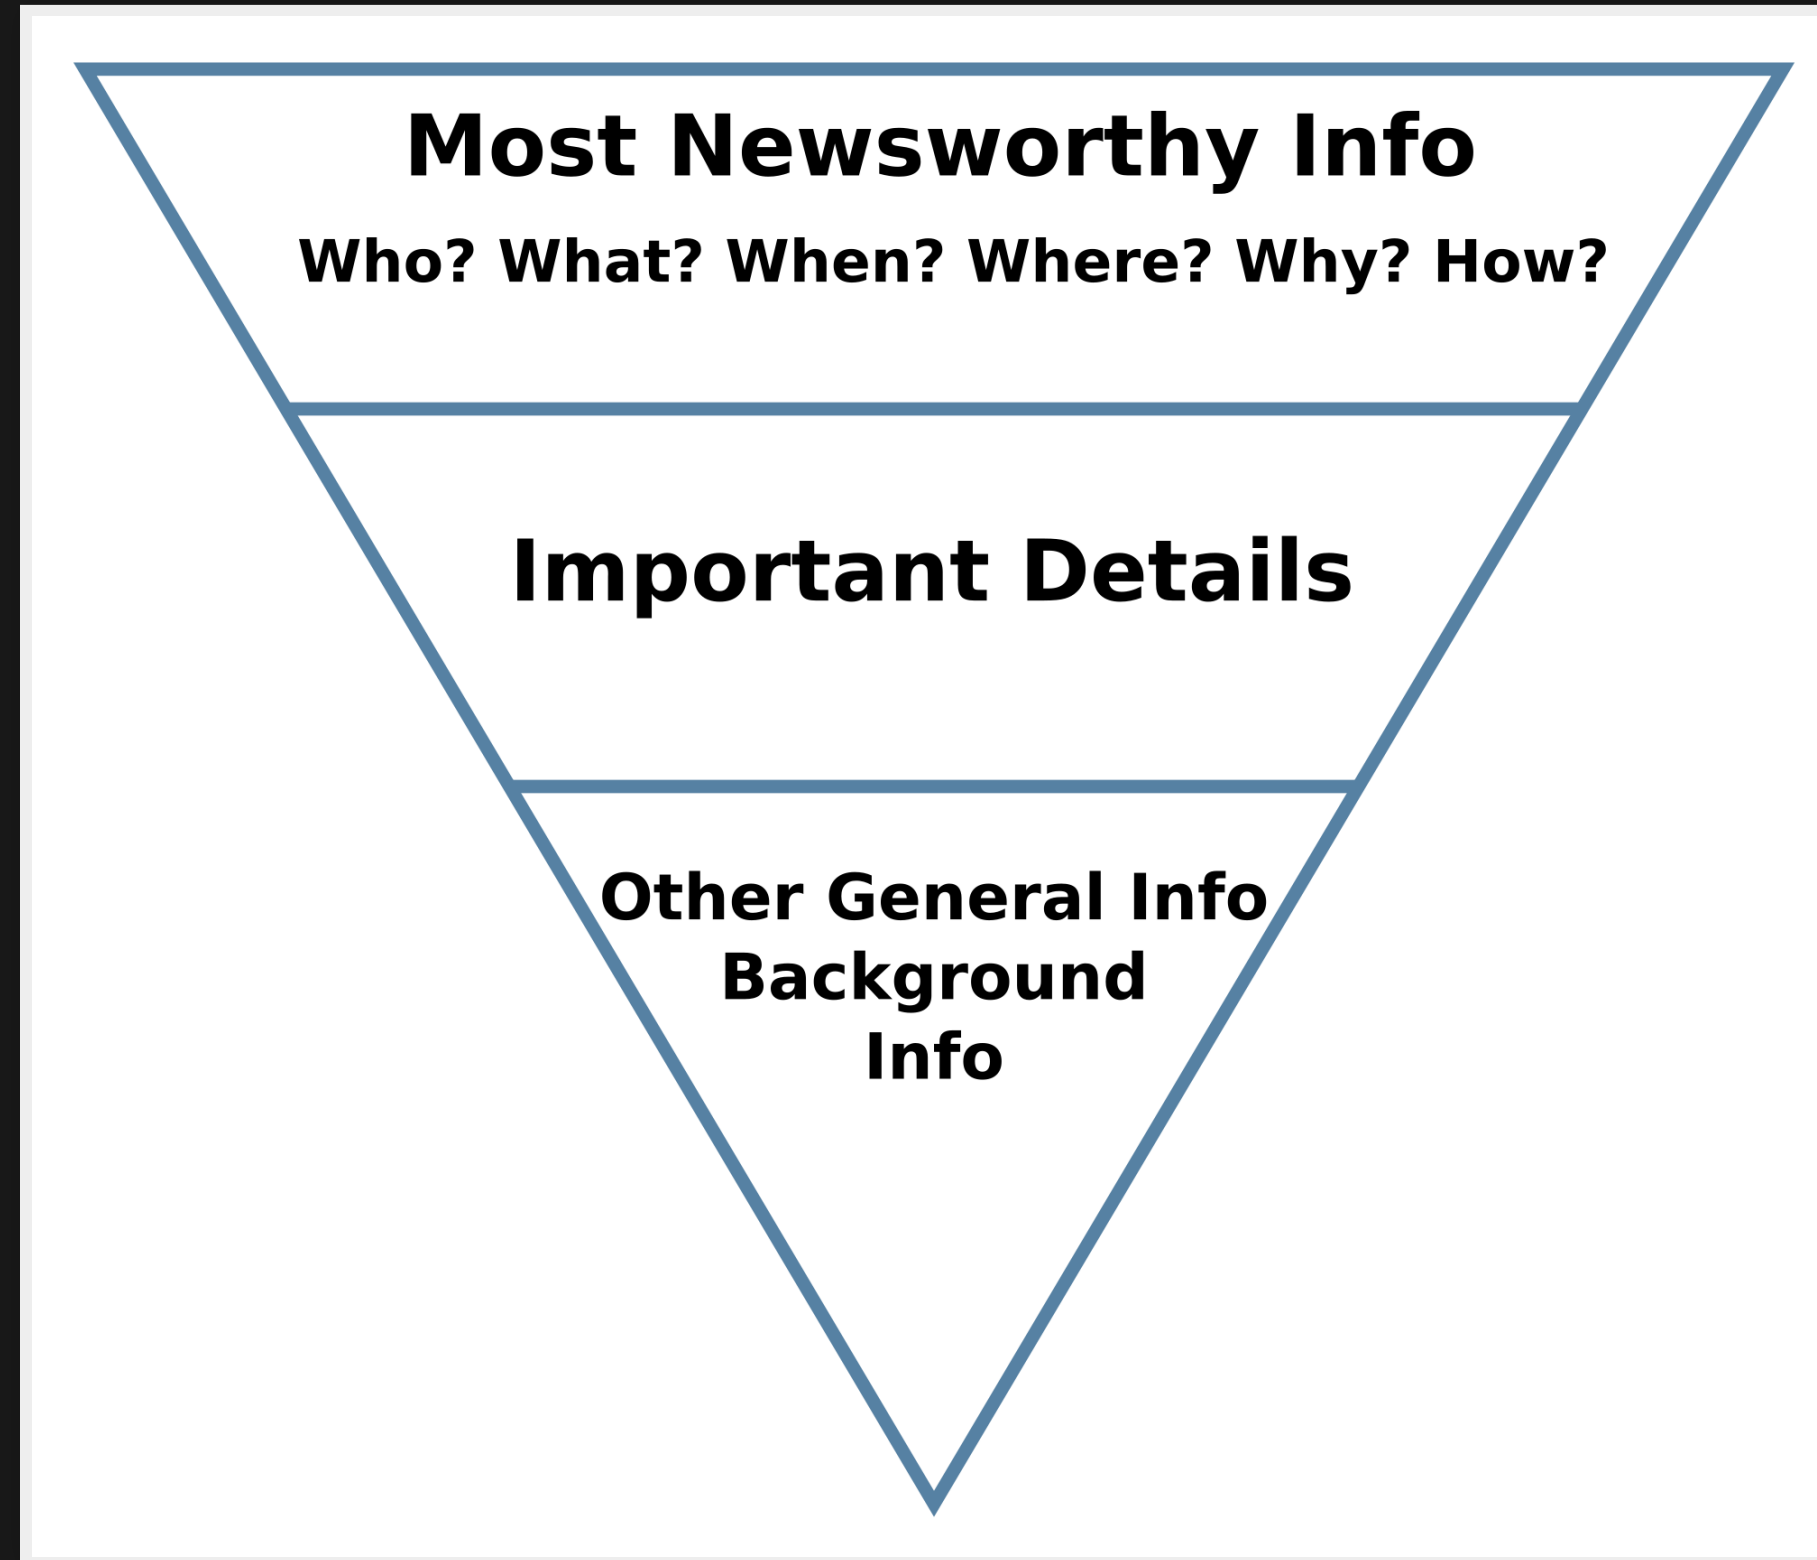 Most Newsworthy Info
Who? What? When? Where? Why? How?
Important Details
Other General Info
Background
Info